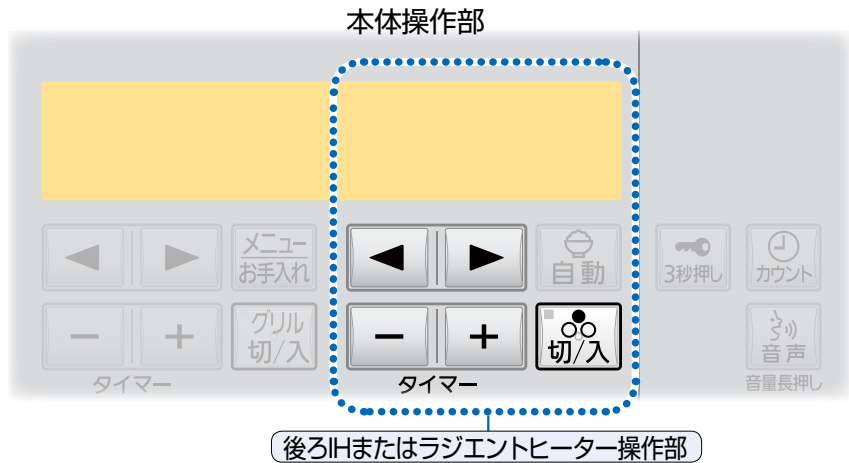 本体操作部
メニュー
お手入れ
自動
3秒押し
カウント
グリル
切/入
切/入
音声
タイマー
タイマー
音量長押し
後ろIHまたはラジエントヒーター操作部